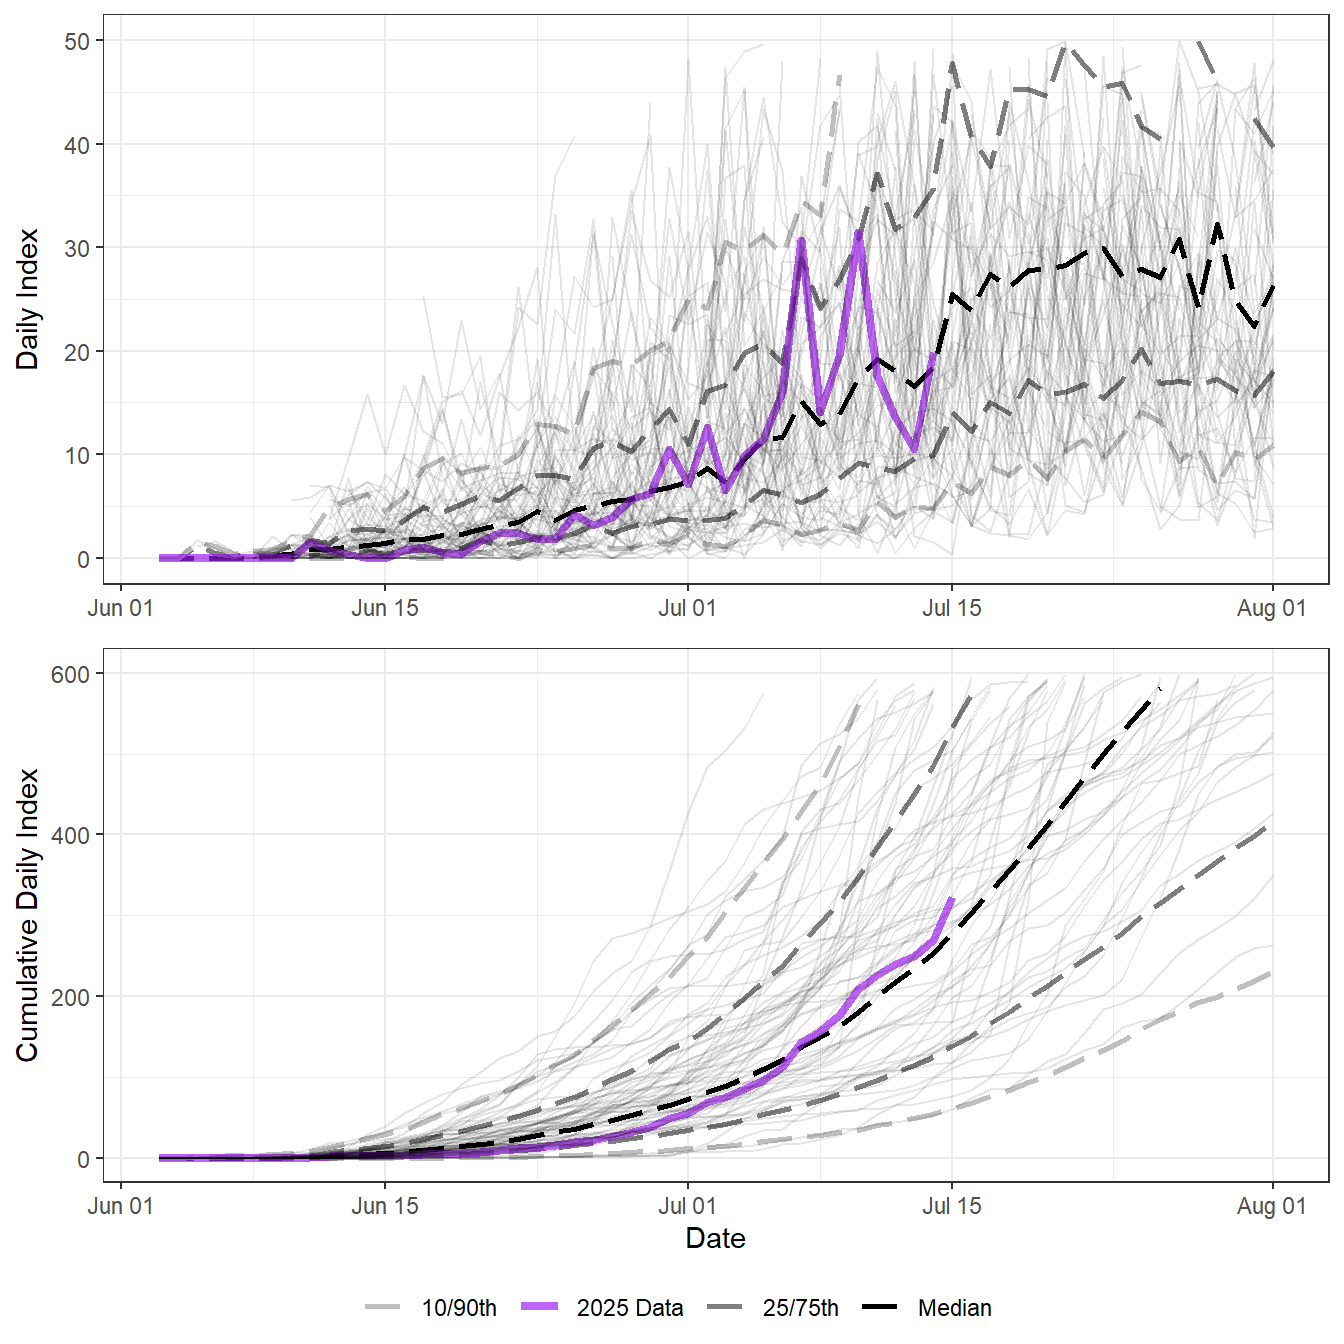 Daily Index
50
40
30
20
10
0
Jun 01 Jun 15 Jul 01 Jul 15 Aug 01
Cumulative Daily Index
600
400
200
0
Jun 01 Jun 15 Jul 01 Jul 15 Aug 01
Date
10/90th 2025 Data 25/75th Median